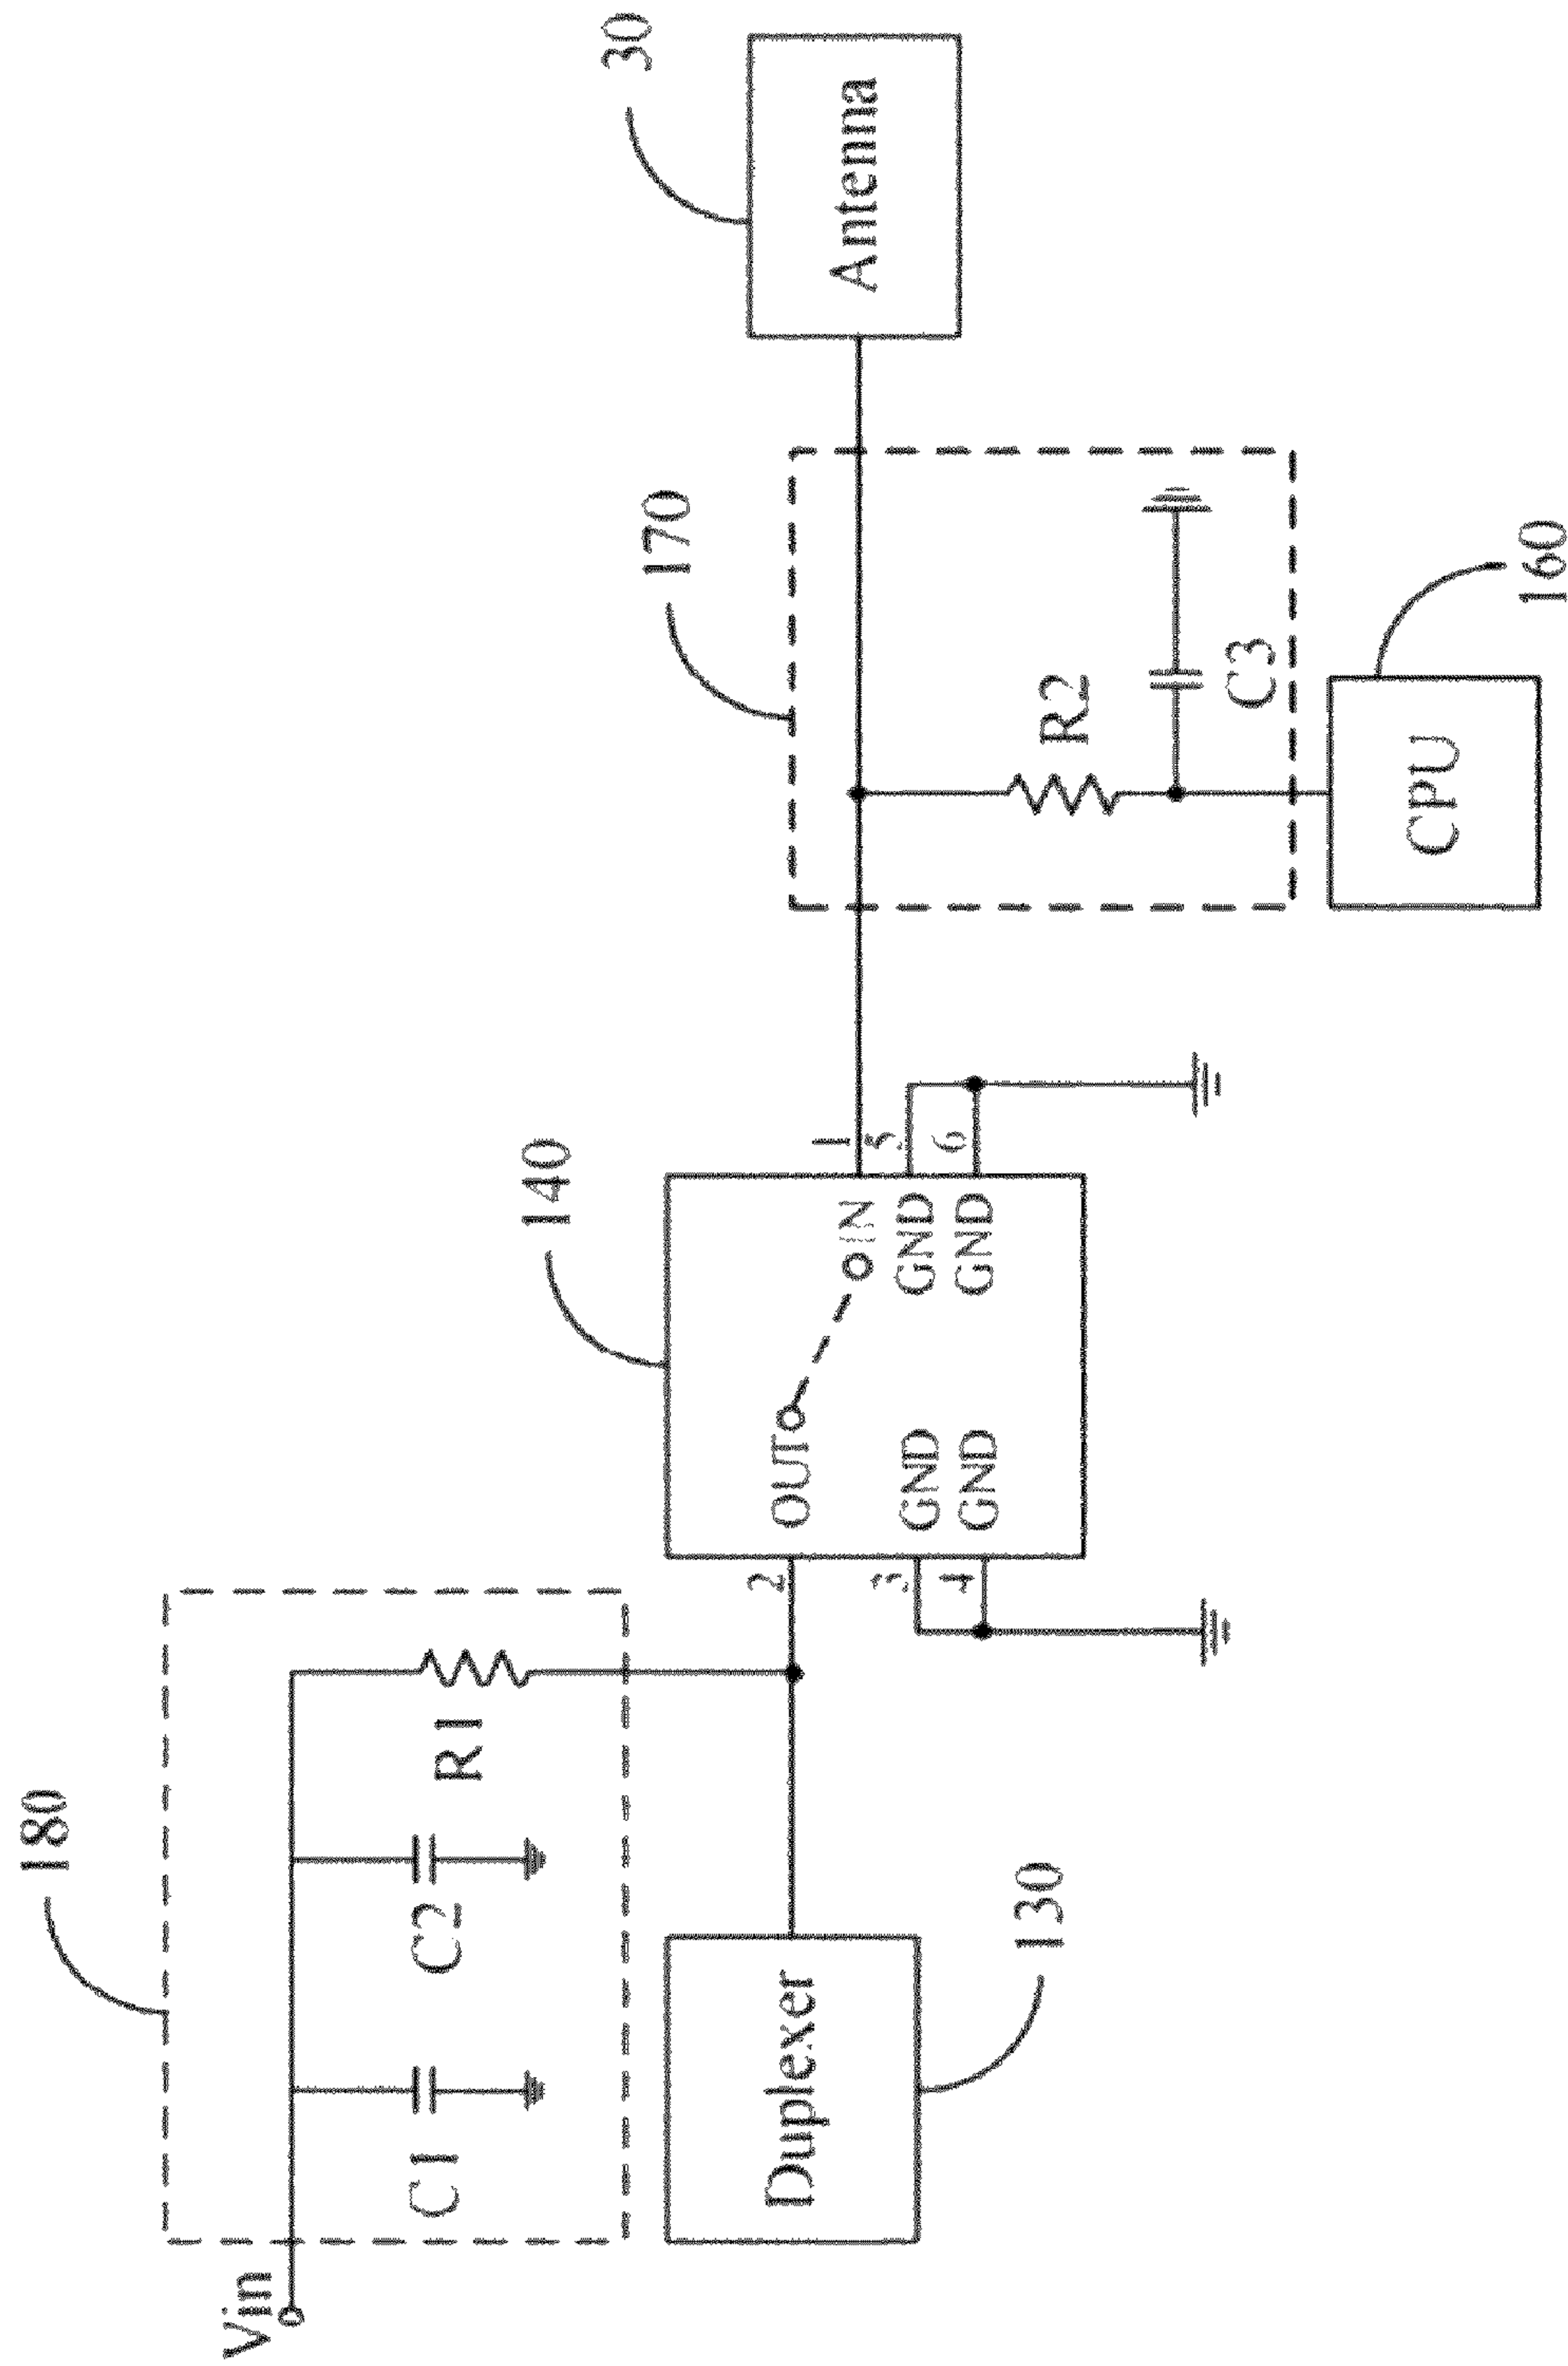 180
Vin
C1
C2
R1
Duplexer
130
140
OUT
IN
GND
GND
GND
GND
2
3
4
1
5
6
170
R2
C3
CPU
160
Antenna
30